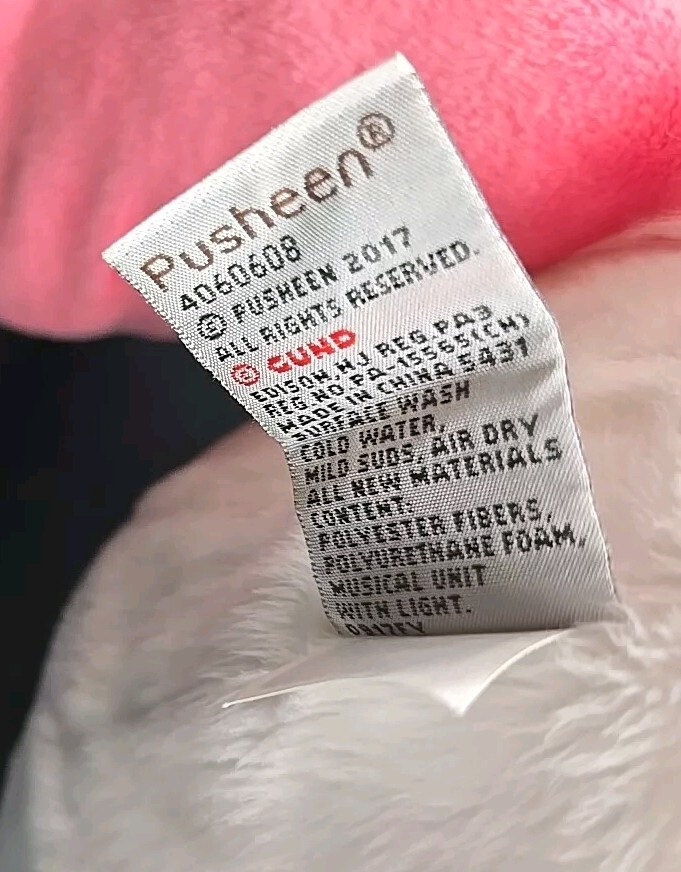 Pusheen®
4060608
© PUSHEEN 2017
ALL RIGHTS RESERVED.
© GUND
EDISON, NJ REG. PA3
REG. NO PA-15565(CN)
MADE IN CHINA 5431
SURFACE WASH
COLD WATER,
MILD SUDS, AIR DRY
ALL NEW MATERIALS
CONTENT:
POLYESTER FIBERS,
POLYURETHANE FOAM,
MUSICAL UNIT
WITH LIGHT.